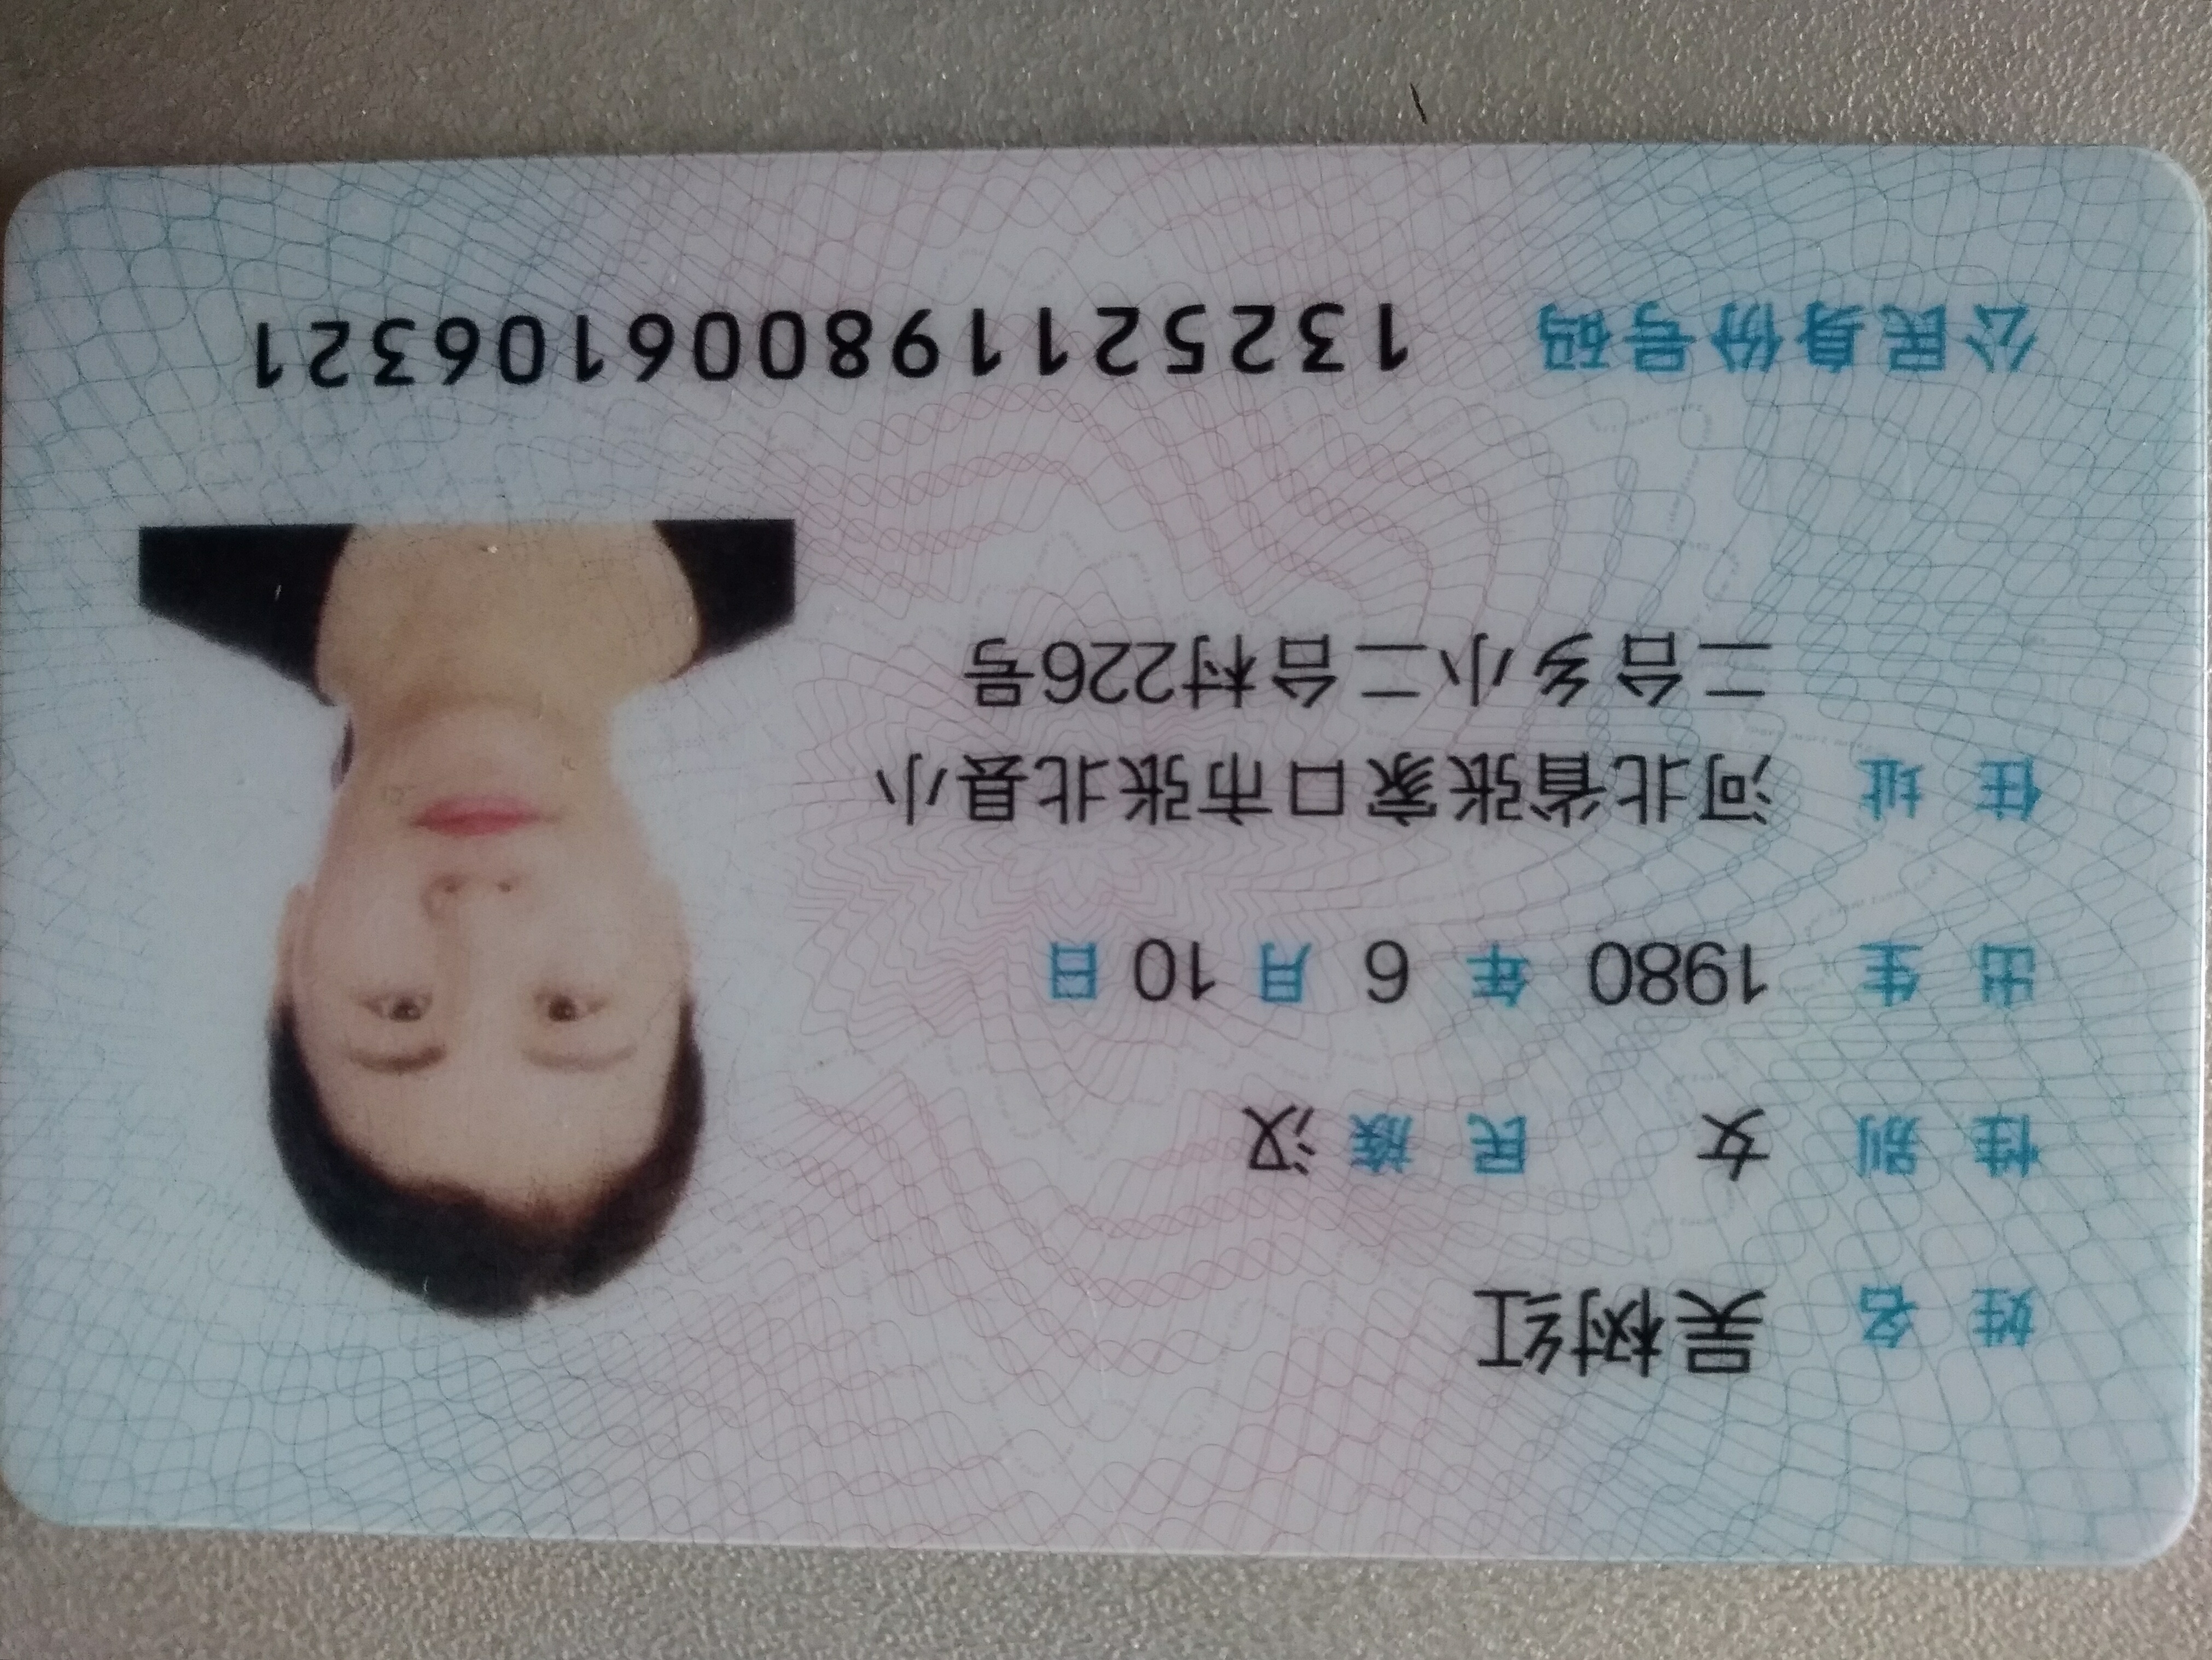 姓名 吴树红
性别 女 民族 汉
出生 1980 年 6 月 10 日
住址 河北省张家口市张北县小
二台乡小二台村226号
公民身份号码 132521198006106321